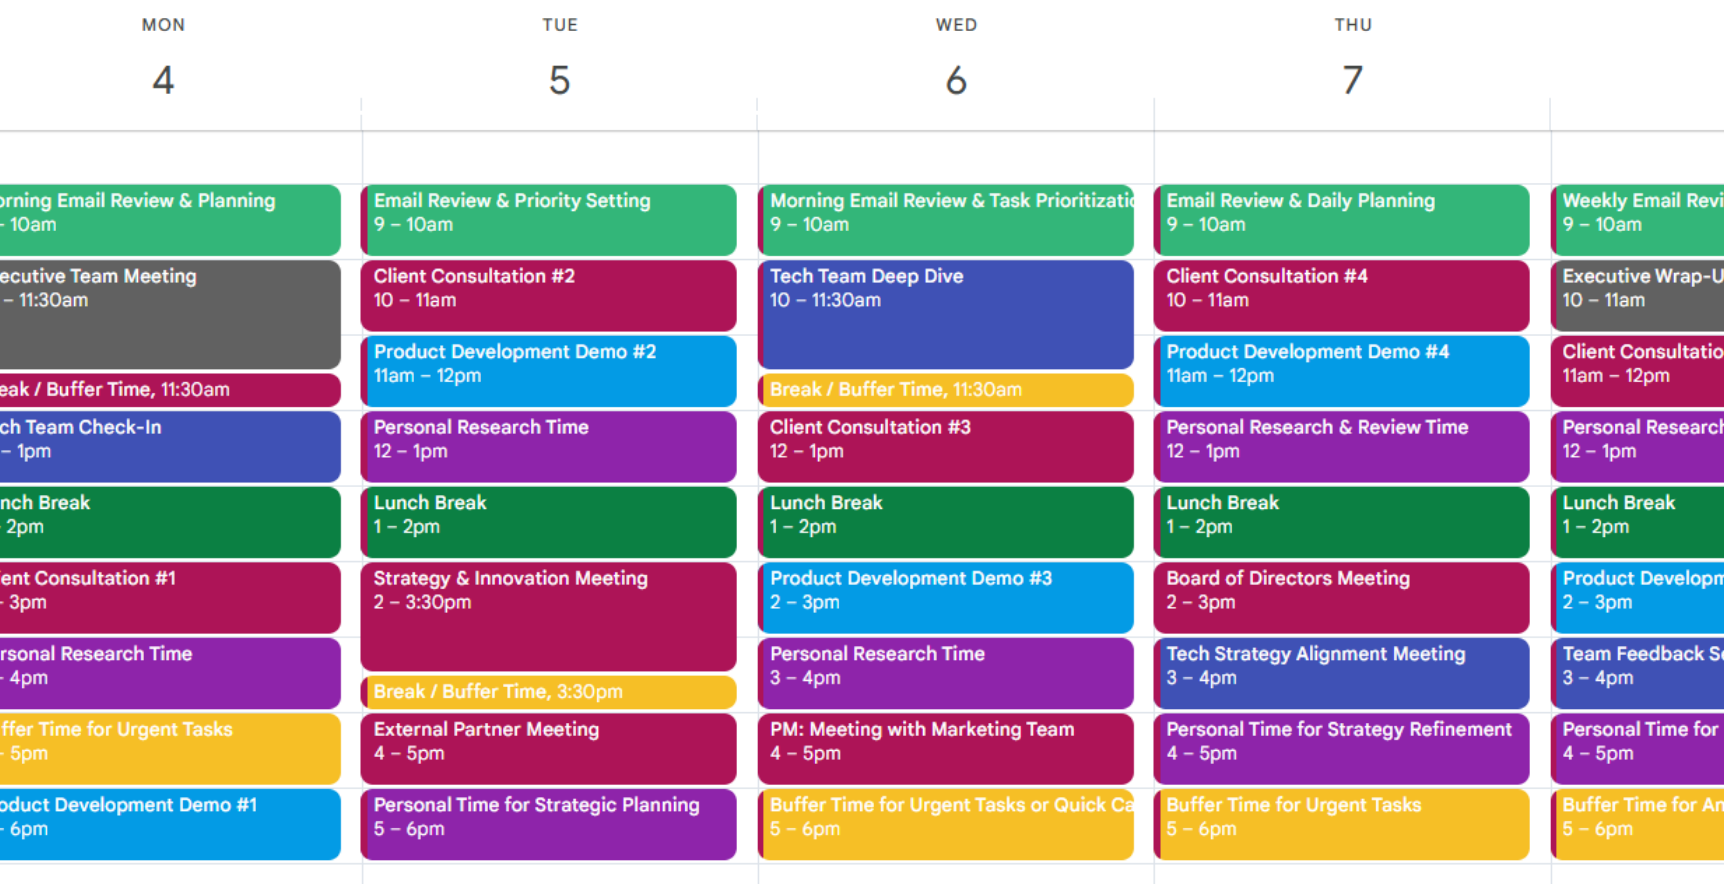 MON
4
TUE
5
WED
6
THU
7
orning Email Review & Planning
– 10am
ecutive Team Meeting
– 11:30am
eak / Buffer Time, 11:30am
ch Team Check-In
– 1pm
nch Break
– 2pm
ient Consultation #1
– 3pm
rsonal Research Time
– 4pm
ffer Time for Urgent Tasks
– 5pm
oduct Development Demo #1
– 6pm
Email Review & Priority Setting
9 – 10am
Client Consultation #2
10 – 11am
Product Development Demo #2
11am – 12pm
Personal Research Time
12 – 1pm
Lunch Break
1 – 2pm
Strategy & Innovation Meeting
2 – 3:30pm
Break / Buffer Time, 3:30pm
External Partner Meeting
4 – 5pm
Personal Time for Strategic Planning
5 – 6pm
Morning Email Review & Task Prioritizatio
9 – 10am
Tech Team Deep Dive
10 – 11:30am
Break / Buffer Time, 11:30am
Client Consultation #3
12 – 1pm
Lunch Break
1 – 2pm
Product Development Demo #3
2 – 3pm
Personal Research Time
3 – 4pm
PM: Meeting with Marketing Team
4 – 5pm
Buffer Time for Urgent Tasks or Quick Ca
5 – 6pm
Email Review & Daily Planning
9 – 10am
Client Consultation #4
10 – 11am
Product Development Demo #4
11am – 12pm
Personal Research & Review Time
12 – 1pm
Lunch Break
1 – 2pm
Board of Directors Meeting
2 – 3pm
Tech Strategy Alignment Meeting
3 – 4pm
Personal Time for Strategy Refinement
4 – 5pm
Buffer Time for Urgent Tasks
5 – 6pm
Weekly Email Revi
9 – 10am
Executive Wrap-U
10 – 11am
Client Consultatio
11am – 12pm
Personal Research
12 – 1pm
Lunch Break
1 – 2pm
Product Developm
2 – 3pm
Team Feedback Se
3 – 4pm
Personal Time for
4 – 5pm
Buffer Time for An
5 – 6pm